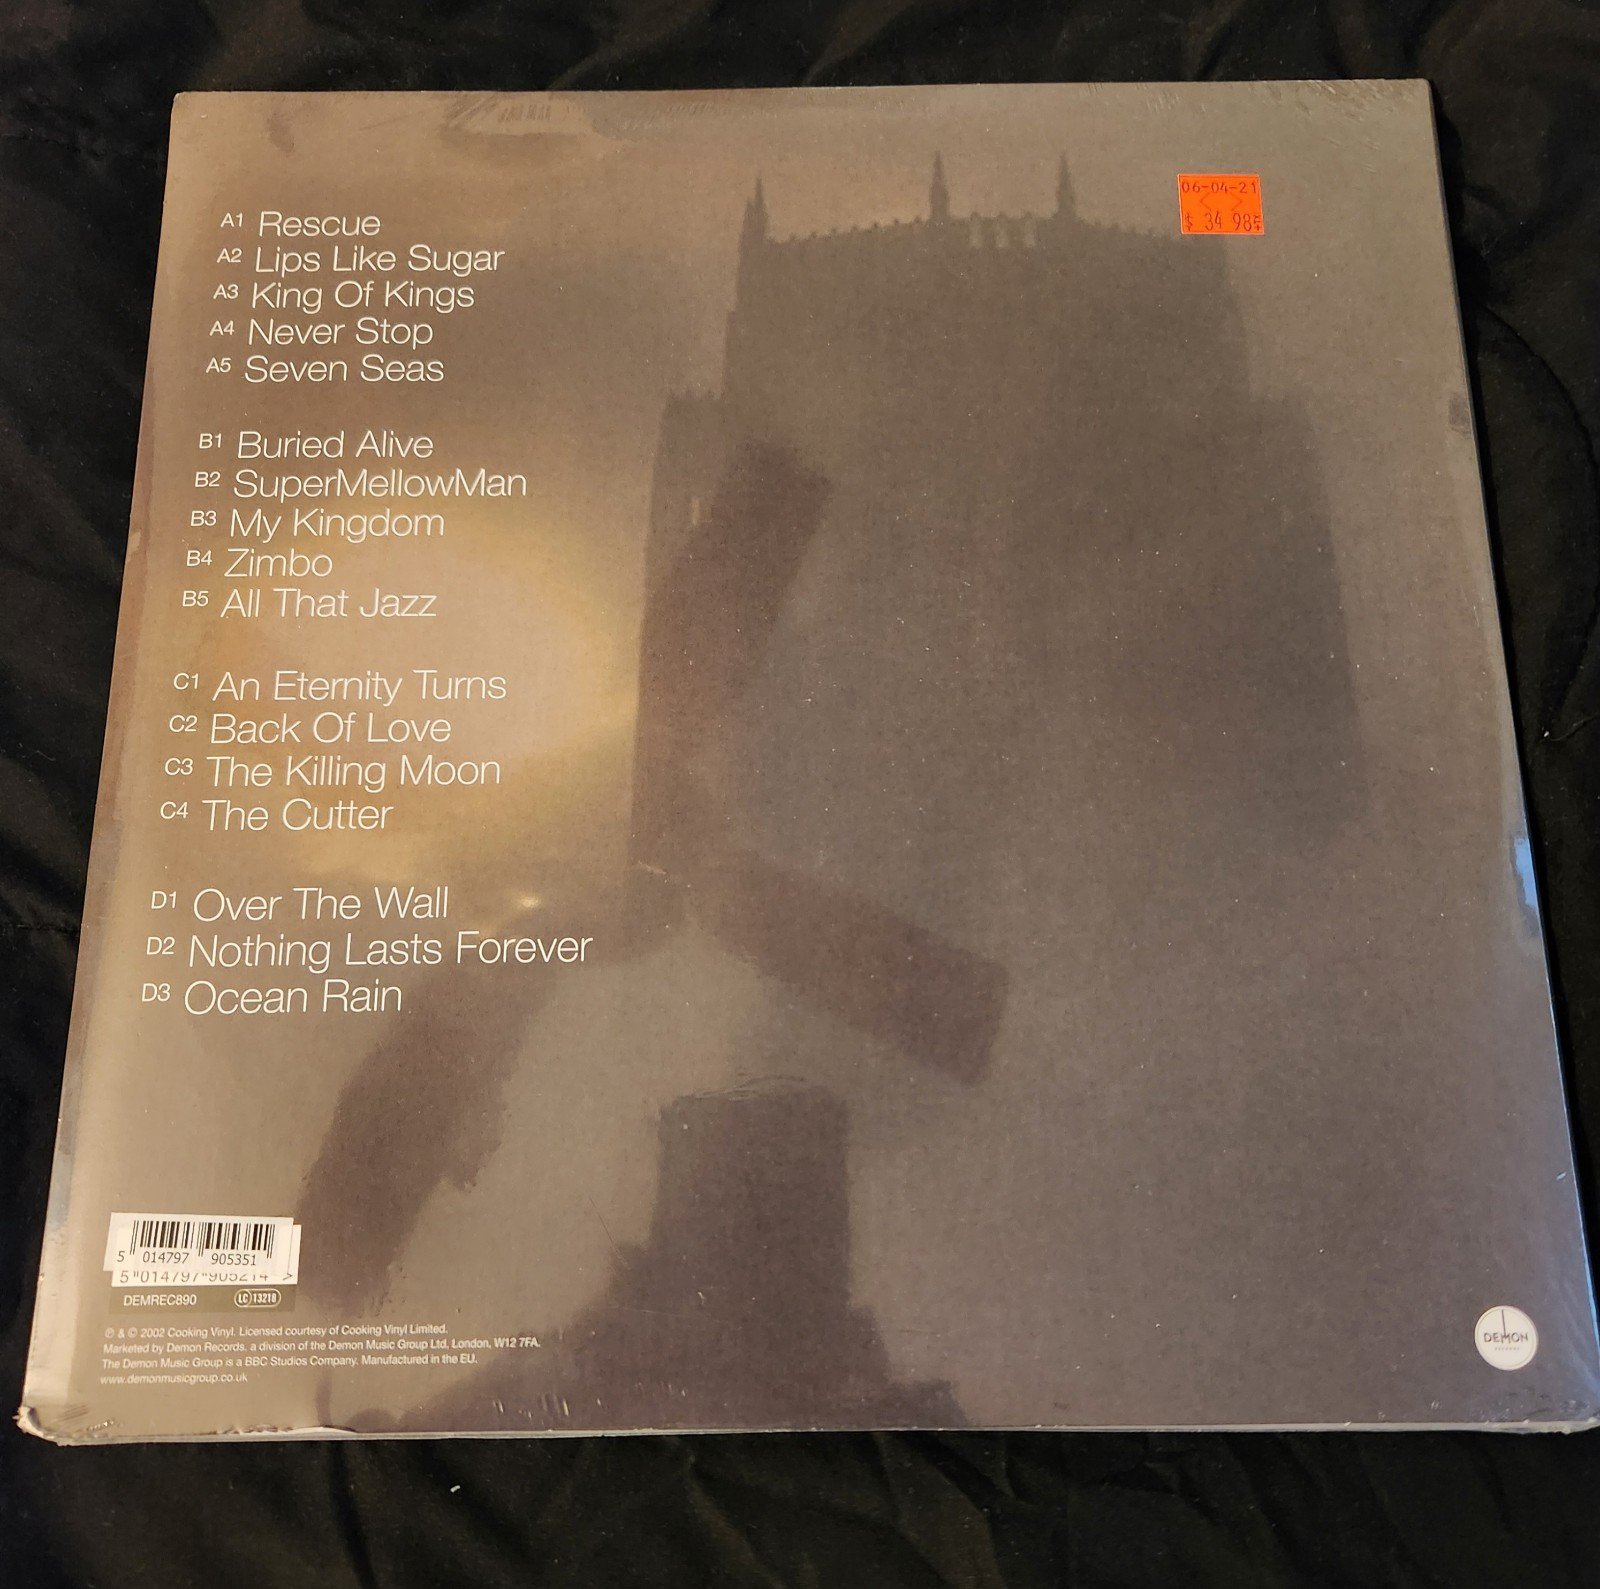 06-04-21
$ 34 98
A1 Rescue
A2 Lips Like Sugar
A3 King Of Kings
A4 Never Stop
A5 Seven Seas
B1 Buried Alive
B2 SuperMellowMan
B3 My Kingdom
B4 Zimbo
B5 All That Jazz
C1 An Eternity Turns
C2 Back Of Love
C3 The Killing Moon
C4 The Cutter
D1 Over The Wall
D2 Nothing Lasts Forever
D3 Ocean Rain
5 014797 905351
5 "014797"905214 >
DEMREC890 LC 13218
℗ & © 2002 Cooking Vinyl. Licensed courtesy of Cooking Vinyl Limited.
Marketed by Demon Records, a division of the Demon Music Group Ltd, London, W12 7FA.
The Demon Music Group is a BBC Studios Company. Manufactured in the EU.
www.demonmusicgroup.co.uk
DEMON
RECORDS